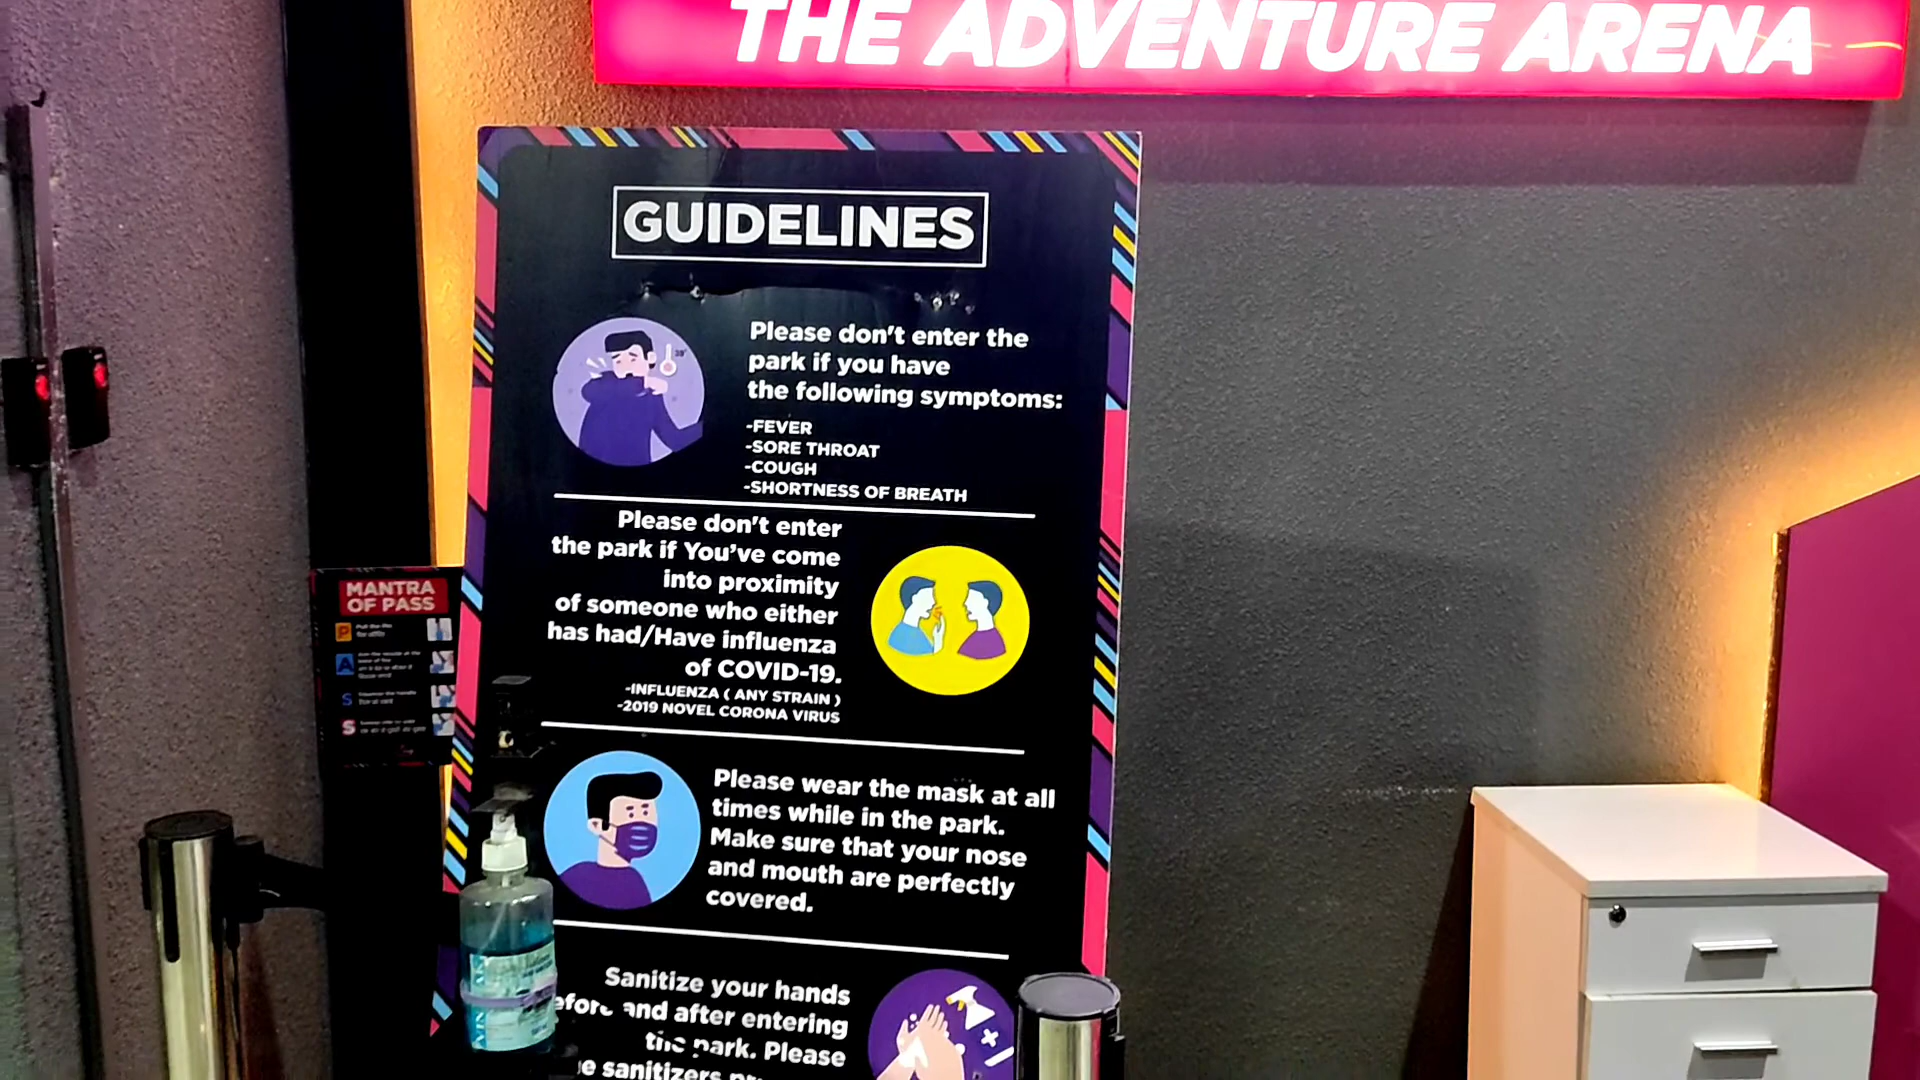 THE ADVENTURE ARENA
GUIDELINES
Please don't enter the
park if you have
the following symptoms:
-FEVER
-SORE THROAT
-COUGH
-SHORTNESS OF BREATH
Please don't enter
the park if You've come
into proximity
of someone who either
has had/Have influenza
of COVID-19.
-INFLUENZA ( ANY STRAIN )
-2019 NOVEL CORONA VIRUS
Please wear the mask at all
times while in the park.
Make sure that your nose
and mouth are perfectly
covered.
Sanitize your hands
and after entering
park. Please
sanitizers
MANTRA
OF PASS
P
A
S
S